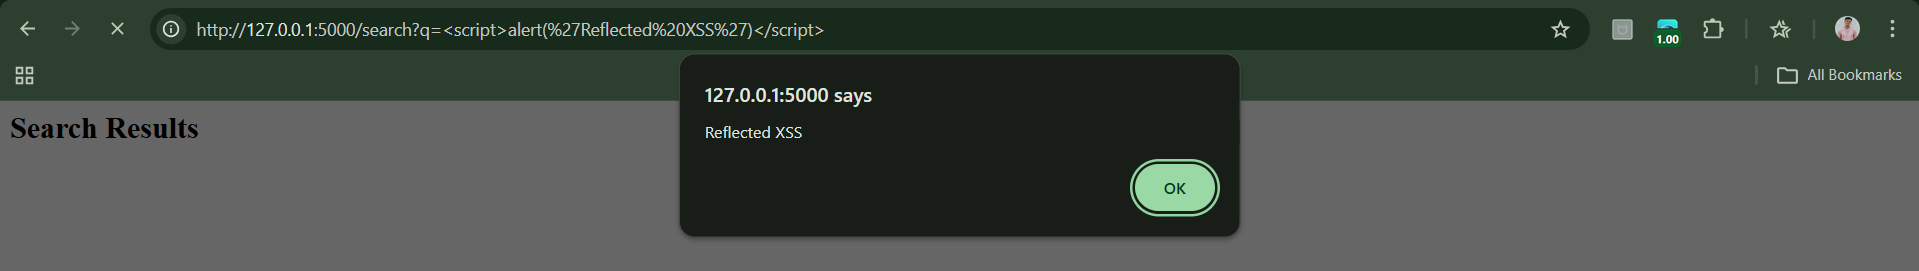 http://127.0.0.1:5000/search?q=<script>alert(%27Reflected%20XSS%27)</script>
1.00
All Bookmarks
127.0.0.1:5000 says
Reflected XSS
OK
Search Results